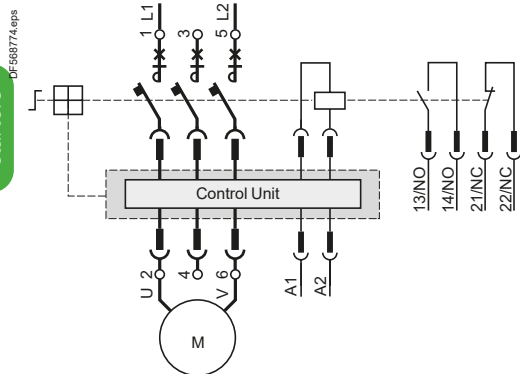 DF568774.eps
1 L1
3
5 L2
Control Unit
13/NO
14/NO
21/NC
22/NC
U 2
4
V 6
A1
A2
M